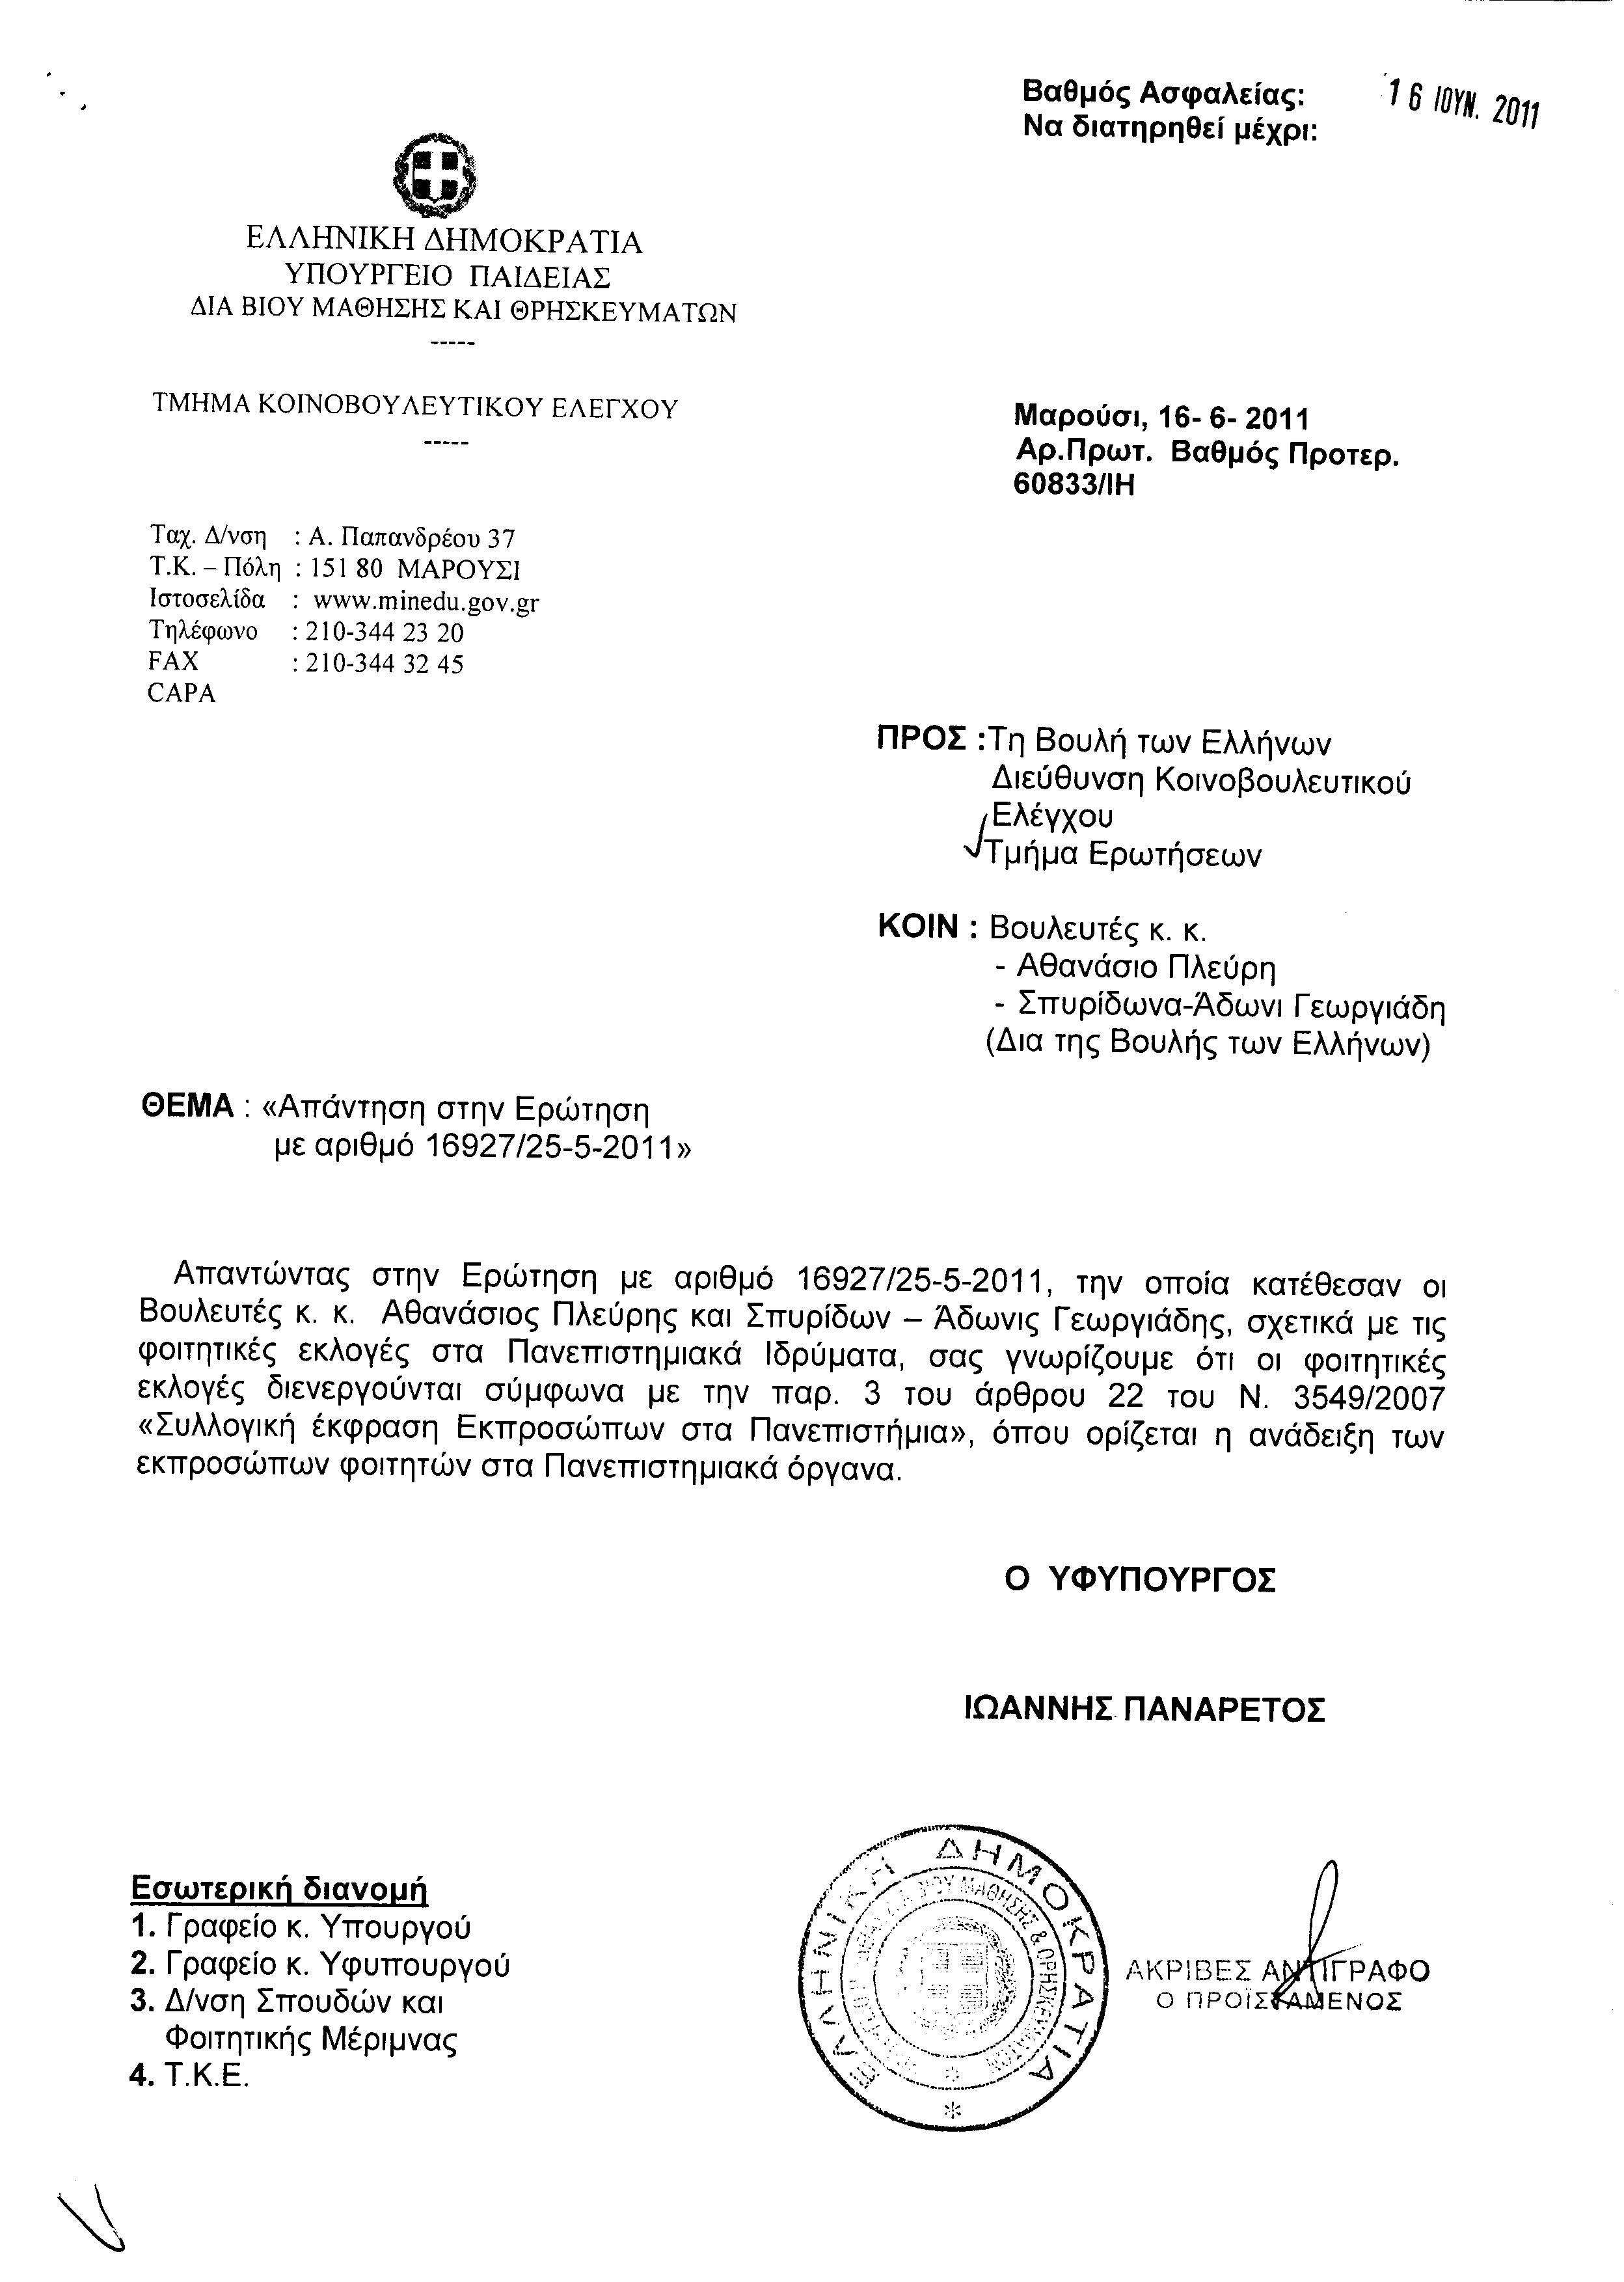 Βαθμός Ασφαλείας:
Να διατηρηθεί μέχρι:
16 ΙΟΥΝ. 2011
ΕΛΛΗΝΙΚΗ ΔΗΜΟΚΡΑΤΙΑ
ΥΠΟΥΡΓΕΙΟ ΠΑΙΔΕΙΑΣ
ΔΙΑ ΒΙΟΥ ΜΑΘΗΣΗΣ ΚΑΙ ΘΡΗΣΚΕΥΜΑΤΩΝ
-----
ΤΜΗΜΑ ΚΟΙΝΟΒΟΥΛΕΥΤΙΚΟΥ ΕΛΕΓΧΟΥ
-----
Μαρούσι, 16- 6- 2011
Αρ.Πρωτ. Βαθμός Προτερ.
60833/ΙΗ
Ταχ. Δ/νση : Α. Παπανδρέου 37
Τ.Κ. – Πόλη : 151 80 ΜΑΡΟΥΣΙ
Ιστοσελίδα : www.minedu.gov.gr
Τηλέφωνο : 210-344 23 20
FAX : 210-344 32 45
CAPA
ΠΡΟΣ :Τη Βουλή των Ελλήνων
Διεύθυνση Κοινοβουλευτικού
Ελέγχου
Τμήμα Ερωτήσεων
ΚΟΙΝ : Βουλευτές κ. κ.
- Αθανάσιο Πλεύρη
- Σπυρίδωνα-Άδωνι Γεωργιάδη
(Δια της Βουλής των Ελλήνων)
ΘΕΜΑ : «Απάντηση στην Ερώτηση
με αριθμό 16927/25-5-2011»
Απαντώντας στην Ερώτηση με αριθμό 16927/25-5-2011, την οποία κατέθεσαν οι
Βουλευτές κ. κ. Αθανάσιος Πλεύρης και Σπυρίδων – Άδωνις Γεωργιάδης, σχετικά με τις
φοιτητικές εκλογές στα Πανεπιστημιακά Ιδρύματα, σας γνωρίζουμε ότι οι φοιτητικές
εκλογές διενεργούνται σύμφωνα με την παρ. 3 του άρθρου 22 του Ν. 3549/2007
«Συλλογική έκφραση Εκπροσώπων στα Πανεπιστήμια», όπου ορίζεται η ανάδειξη των
εκπροσώπων φοιτητών στα Πανεπιστημιακά όργανα.
Ο ΥΦΥΠΟΥΡΓΟΣ
ΙΩΑΝΝΗΣ ΠΑΝΑΡΕΤΟΣ
Εσωτερική διανομή
1. Γραφείο κ. Υπουργού
2. Γραφείο κ. Υφυπουργού
3. Δ/νση Σπουδών και
Φοιτητικής Μέριμνας
4. Τ.Κ.Ε.
ΕΛΛΗΝΙΚΗ ΔΗΜΟΚΡΑΤΙΑ
ΒΙΟΥ ΜΑΘΗΣΗΣ & ΘΡΗΣΚΕΥΜΑΤΩΝ
ΑΚΡΙΒΕΣ ΑΝΤΙΓΡΑΦΟ
Ο ΠΡΟΪΣΤΑΜΕΝΟΣ